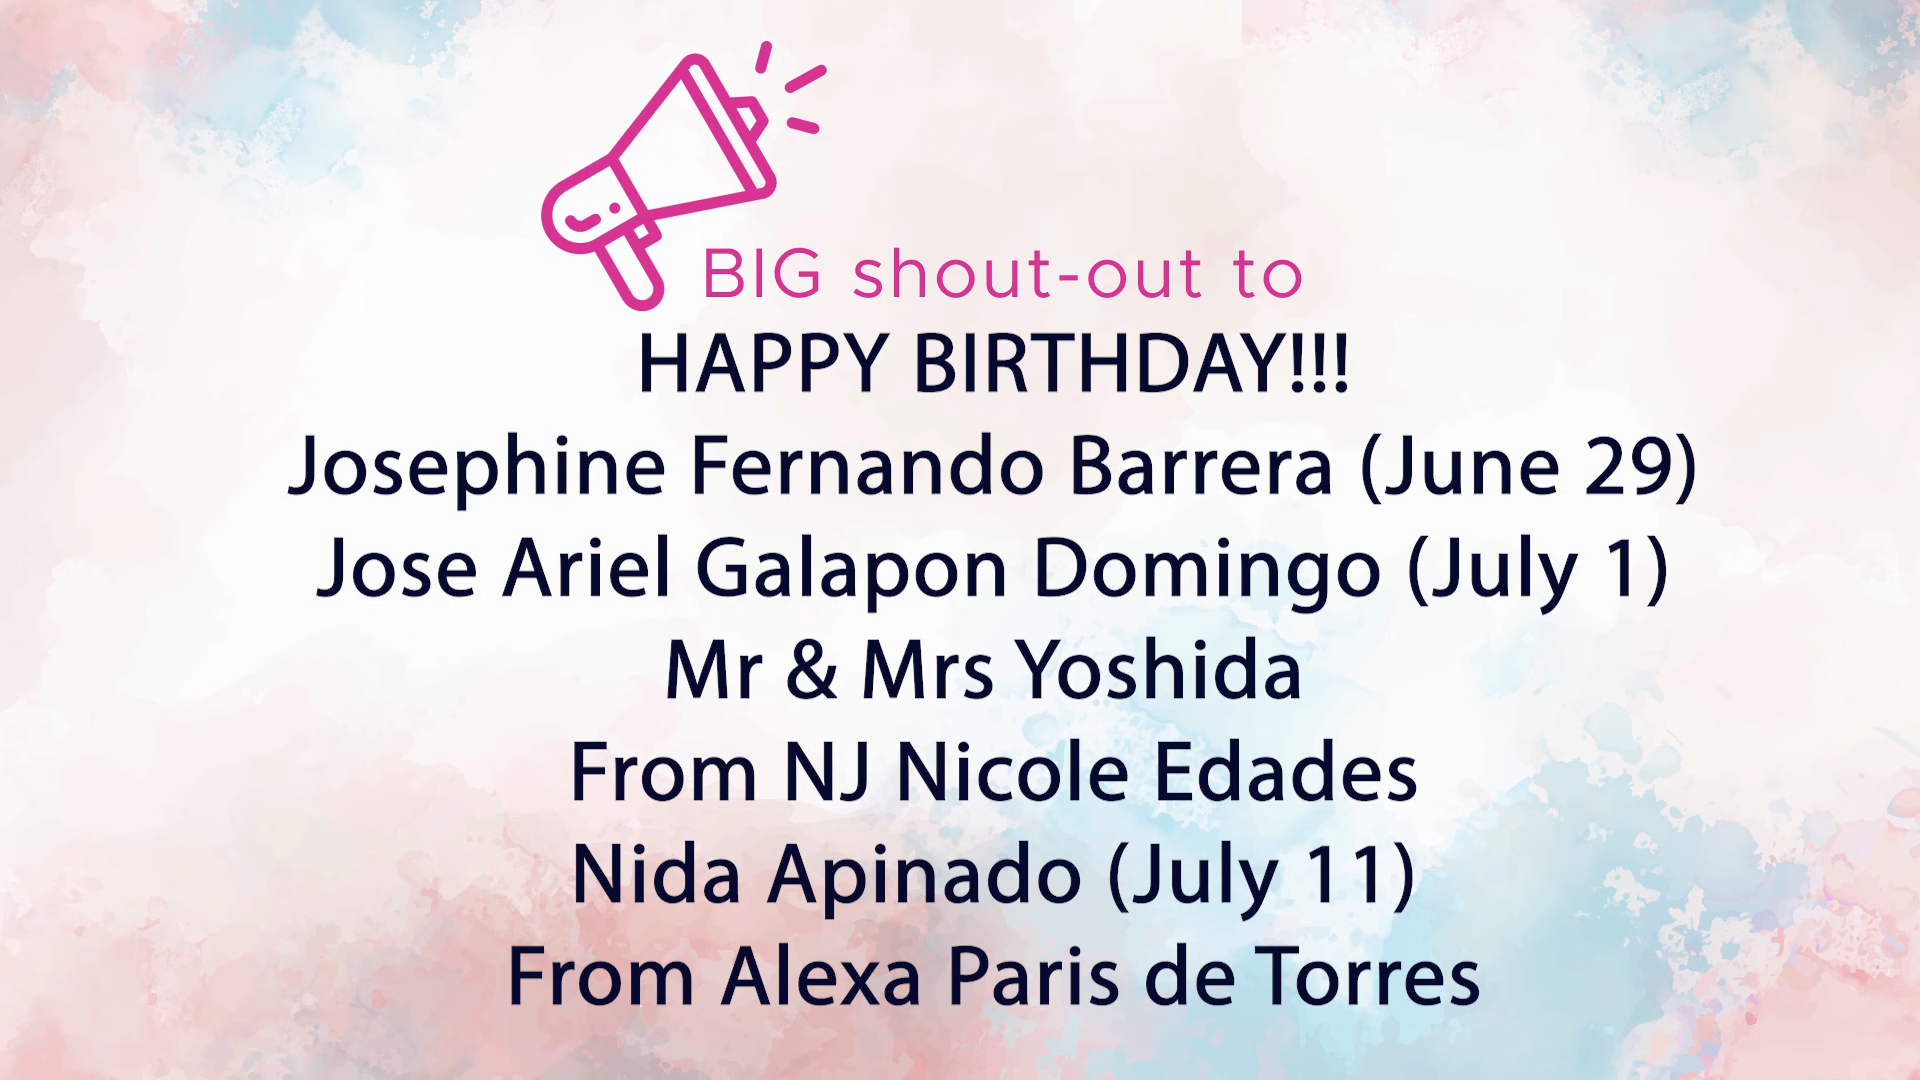 BIG shout-out to
HAPPY BIRTHDAY!!!
Josephine Fernando Barrera (June 29)
Jose Ariel Galapon Domingo (July 1)
Mr & Mrs Yoshida
From NJ Nicole Edades
Nida Apinado (July 11)
From Alexa Paris de Torres